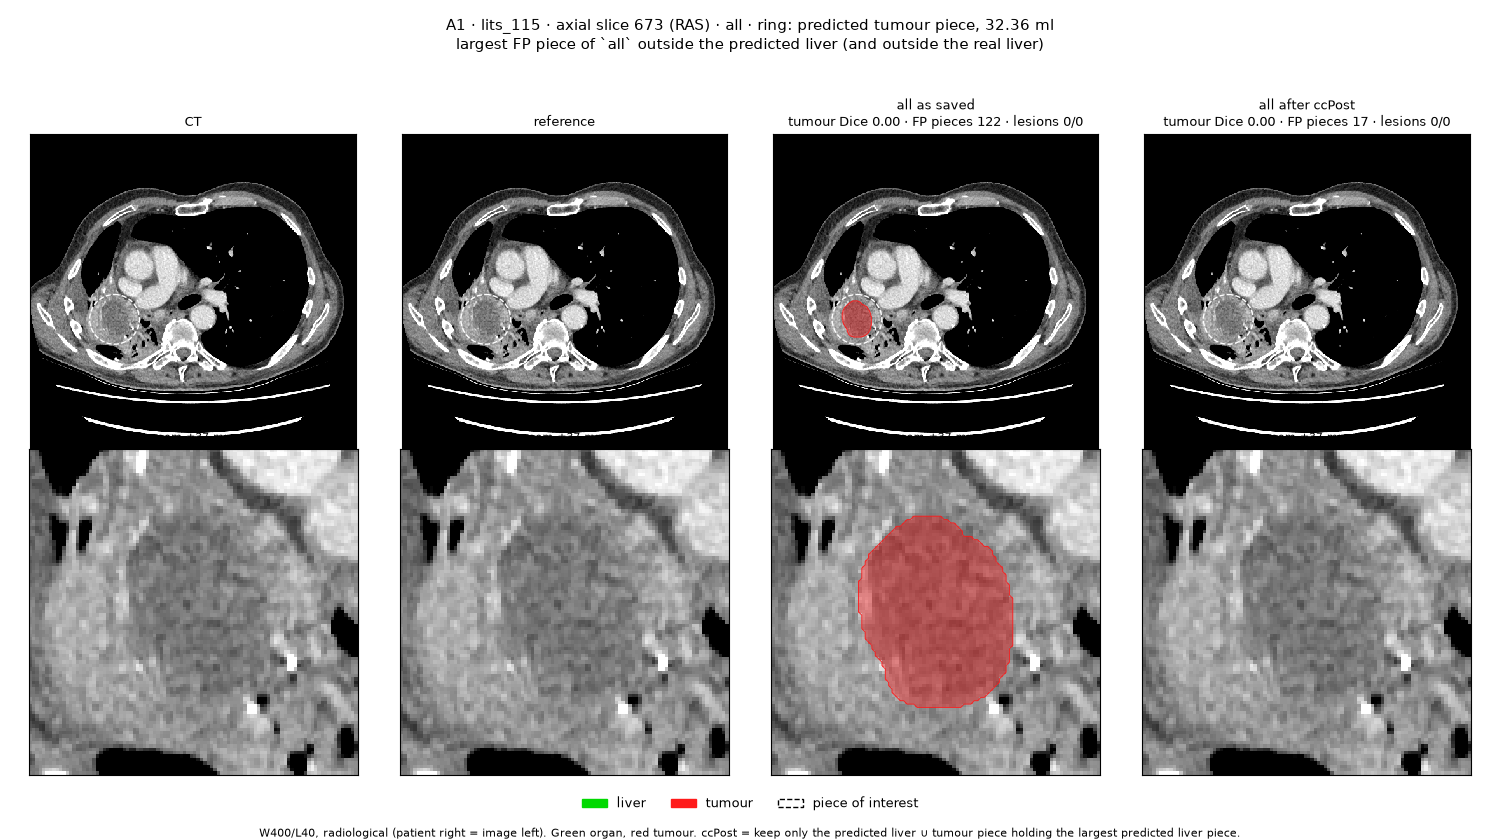 A1 · lits_115 · axial slice 673 (RAS) · all · ring: predicted tumour piece, 32.36 ml
largest FP piece of `all` outside the predicted liver (and outside the real liver)
CT
reference
all as saved
tumour Dice 0.00 · FP pieces 122 · lesions 0/0
all after ccPost
tumour Dice 0.00 · FP pieces 17 · lesions 0/0
liver
tumour
piece of interest
W400/L40, radiological (patient right = image left). Green organ, red tumour. ccPost = keep only the predicted liver ∪ tumour piece holding the largest predicted liver piece.